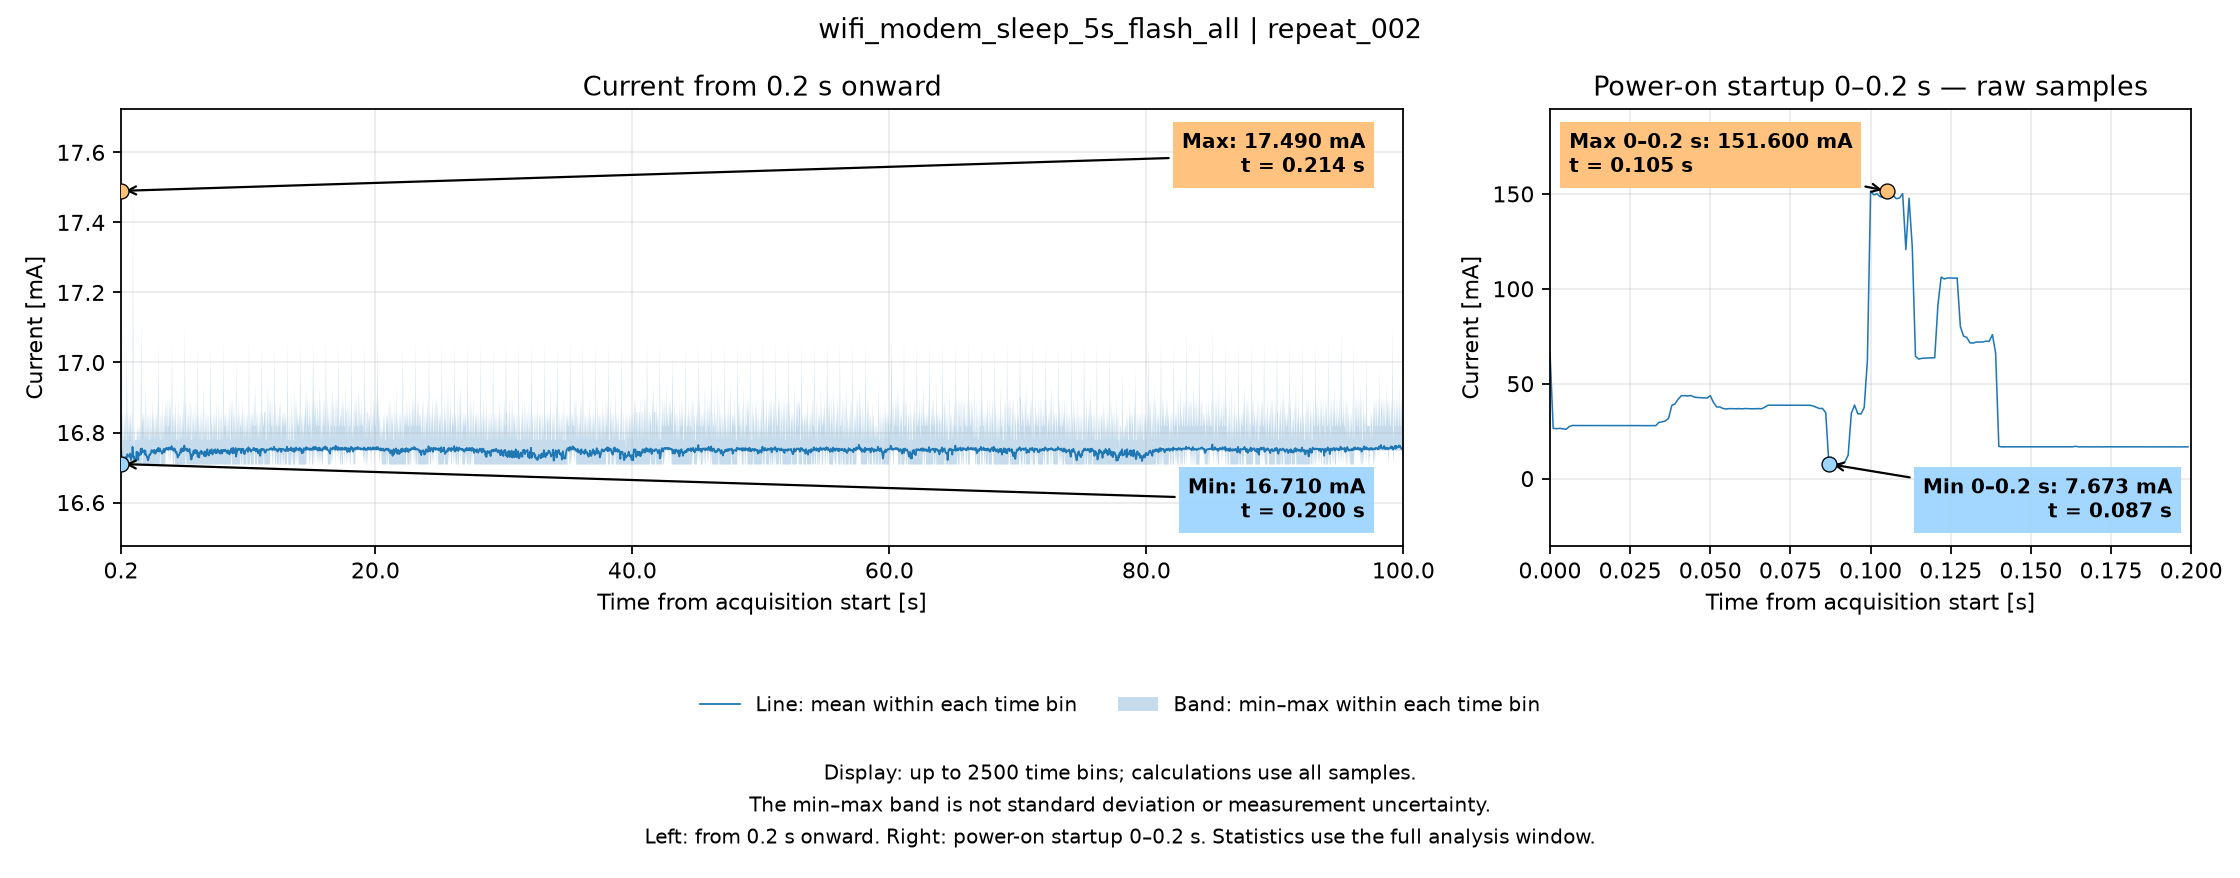 wifi_modem_sleep_5s_flash_all | repeat_002
Current from 0.2 s onward
Current [mA]
17.6
17.4
17.2
17.0
16.8
16.6
Max: 17.490 mA
t = 0.214 s
Min: 16.710 mA
t = 0.200 s
0.2 20.0 40.0 60.0 80.0 100.0
Time from acquisition start [s]
Power-on startup 0–0.2 s — raw samples
Current [mA]
150
100
50
0
Max 0–0.2 s: 151.600 mA
t = 0.105 s
Min 0–0.2 s: 7.673 mA
t = 0.087 s
0.000 0.025 0.050 0.075 0.100 0.125 0.150 0.175 0.200
Time from acquisition start [s]
Line: mean within each time bin
Band: min–max within each time bin
Display: up to 2500 time bins; calculations use all samples.
The min–max band is not standard deviation or measurement uncertainty.
Left: from 0.2 s onward. Right: power-on startup 0–0.2 s. Statistics use the full analysis window.